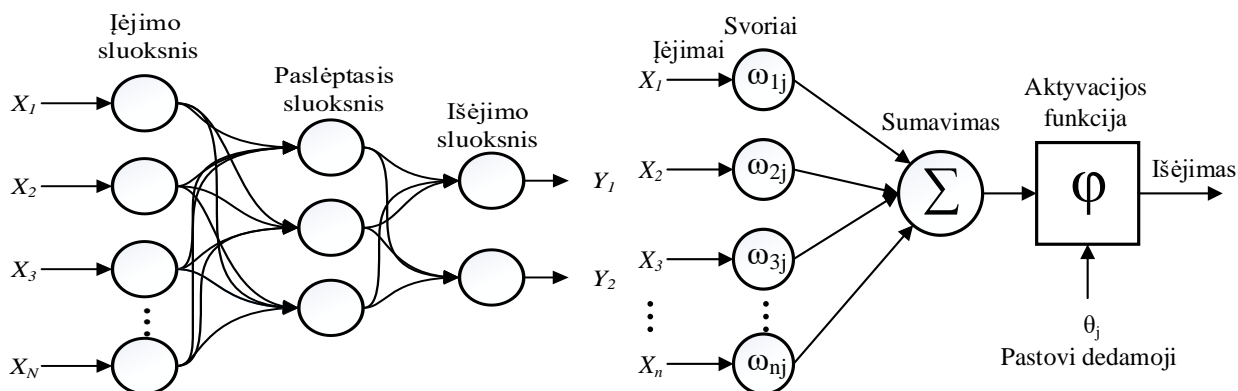 Įėjimo
sluoksnis
Paslėptasis
sluoksnis
Išėjimo
sluoksnis
X1
X2
X3
XN
Y1
Y2
Svoriai
Įėjimai
X1
X2
X3
Xn
ω1j
ω2j
ω3j
ωnj
Sumavimas
Σ
Aktyvacijos
funkcija
φ
Išėjimas
θj
Pastovi dedamoji